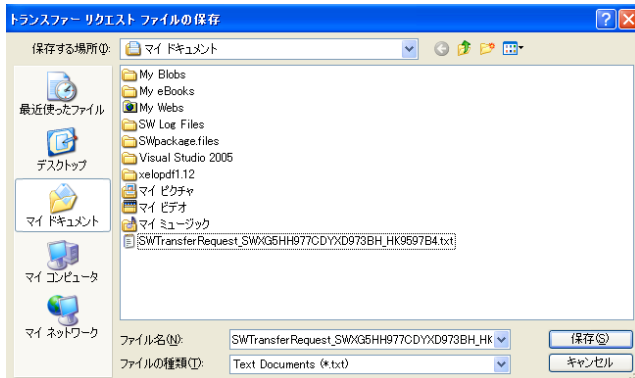 トランスファー リクエスト ファイルの保存
保存する場所(I):
マイ ドキュメント
最近使ったファイル
デスクトップ
マイ ドキュメント
マイ コンピュータ
マイ ネットワーク
My Blobs
My eBooks
My Webs
SW Log Files
SWpackage.files
Visual Studio 2005
xelopdf1.12
マイ ピクチャ
マイ ビデオ
マイ ミュージック
SWTransferRequest_SWXG5HH977CDYXD973BH_HK9597B4.txt
ファイル名(N):
SWTransferRequest_SWXG5HH977CDYXD973BH_HK
保存(S)
ファイルの種類(T):
Text Documents (*.txt)
キャンセル